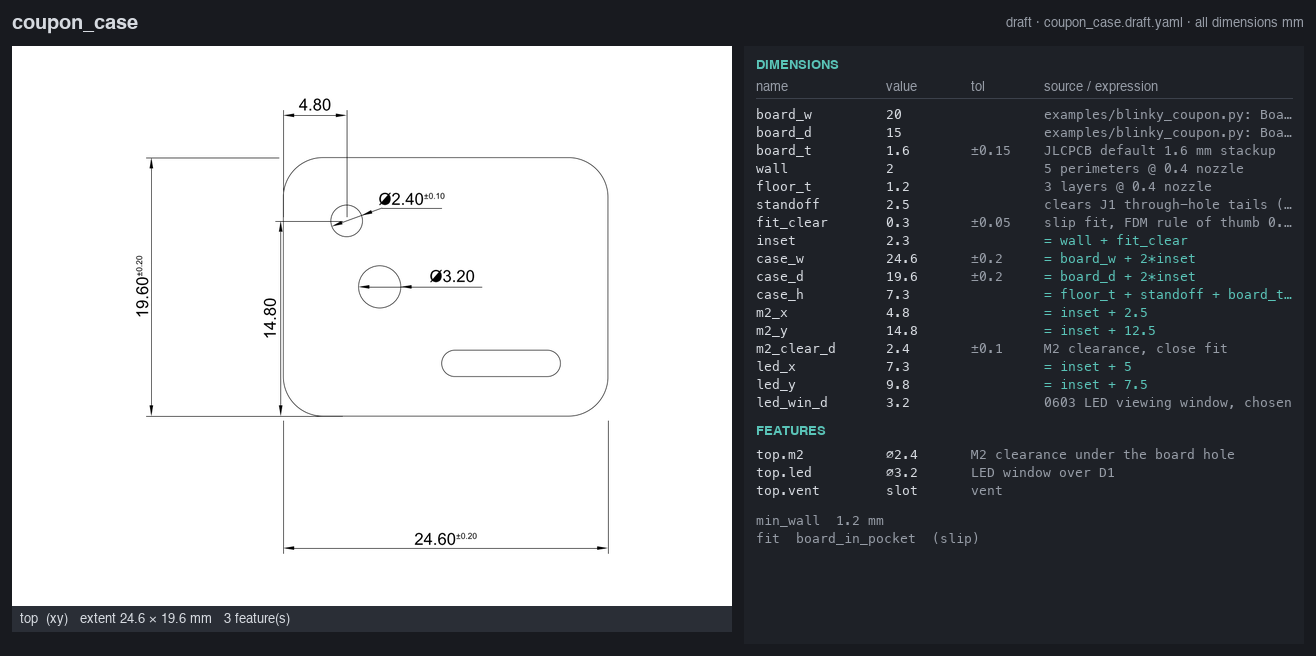 coupon_case
draft · coupon_case.draft.yaml · all dimensions mm
4.80
Ø2.40±0.10
Ø3.20
19.60±0.20
14.80
24.60±0.20
top (xy) extent 24.6 × 19.6 mm 3 feature(s)
DIMENSIONS
name value tol source / expression
board_w 20 examples/blinky_coupon.py: Boa…
board_d 15 examples/blinky_coupon.py: Boa…
board_t 1.6 ±0.15 JLCPCB default 1.6 mm stackup
wall 2 5 perimeters @ 0.4 nozzle
floor_t 1.2 3 layers @ 0.4 nozzle
standoff 2.5 clears J1 through-hole tails (…
fit_clear 0.3 ±0.05 slip fit, FDM rule of thumb 0.…
inset 2.3 = wall + fit_clear
case_w 24.6 ±0.2 = board_w + 2*inset
case_d 19.6 ±0.2 = board_d + 2*inset
case_h 7.3 = floor_t + standoff + board_t…
m2_x 4.8 = inset + 2.5
m2_y 14.8 = inset + 12.5
m2_clear_d 2.4 ±0.1 M2 clearance, close fit
led_x 7.3 = inset + 5
led_y 9.8 = inset + 7.5
led_win_d 3.2 0603 LED viewing window, chosen
FEATURES
top.m2 ⌀2.4 M2 clearance under the board hole
top.led ⌀3.2 LED window over D1
top.vent slot vent
min_wall 1.2 mm
fit board_in_pocket (slip)